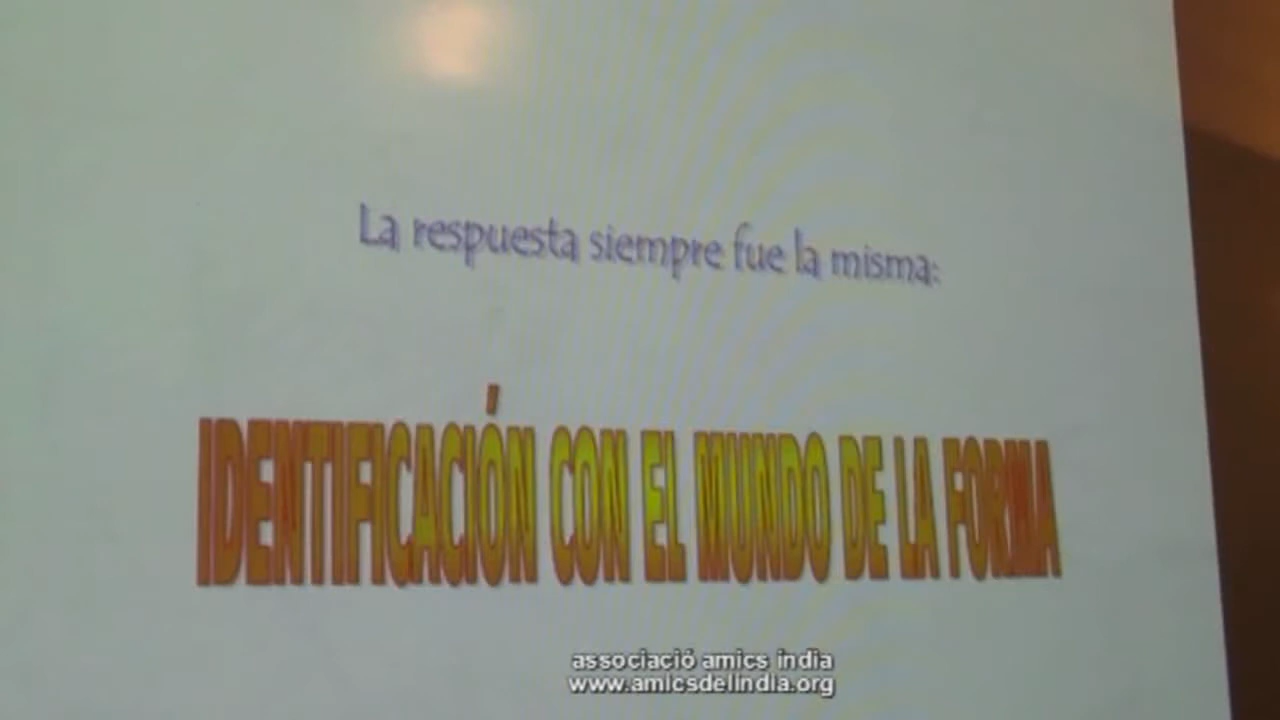 La respuesta siempre fue la misma:
IDENTIFICACIÓN CON EL MUNDO DE LA FORMA
associació amics india
www.amicsdelindia.org